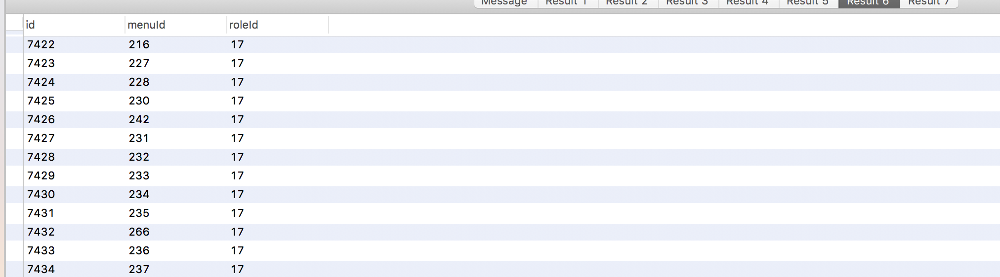 Message Result 1 Result 2 Result 3 Result 4 Result 5 Result 6 Result 7
id menuId roleId
7422 216 17
7423 227 17
7424 228 17
7425 230 17
7426 242 17
7427 231 17
7428 232 17
7429 233 17
7430 234 17
7431 235 17
7432 266 17
7433 236 17
7434 237 17